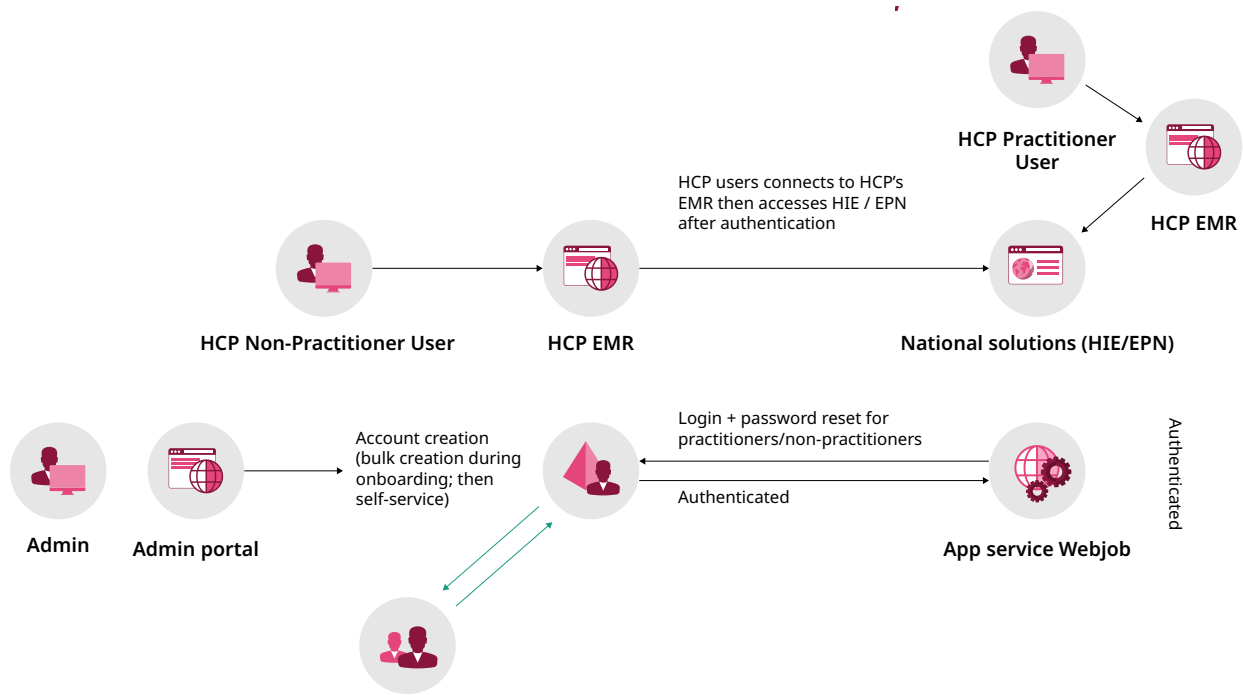 HCP Practitioner
User
HCP EMR
HCP users connects to HCP’s
EMR then accesses HIE / EPN
after authentication
HCP Non-Practitioner User
HCP EMR
National solutions (HIE/EPN)
Admin
Admin portal
Account creation
(bulk creation during
onboarding; then
self-service)
Login + password reset for
practitioners/non-practitioners
Authenticated
App service Webjob
Authenticated